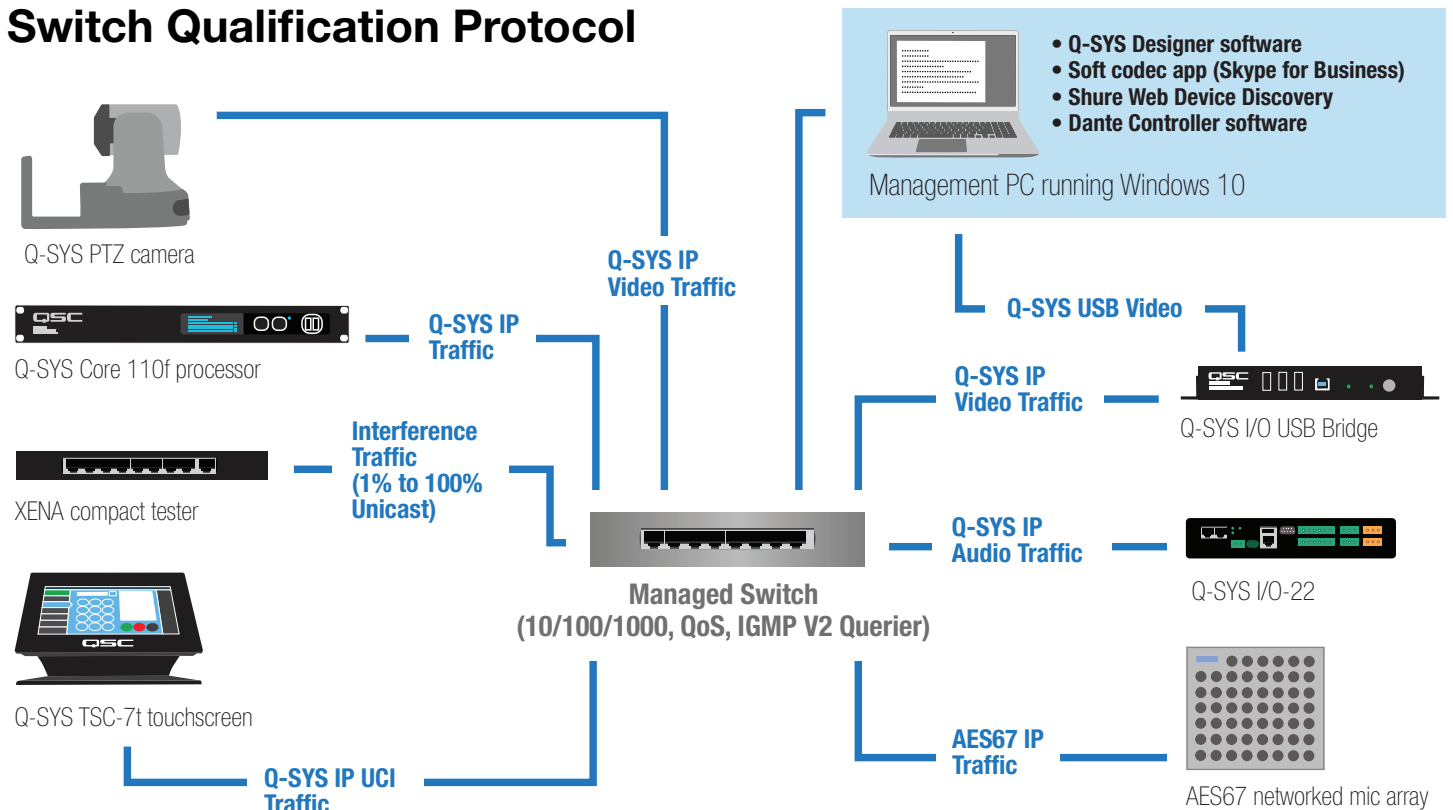 Switch Qualification Protocol
• Q-SYS Designer software
• Soft codec app (Skype for Business)
• Shure Web Device Discovery
• Dante Controller software
Management PC running Windows 10
Q-SYS PTZ camera
Q-SYS IP
Video Traffic
Q-SYS USB Video
QSC
Q-SYS IP
Traffic
Q-SYS Core 110f processor
Q-SYS IP
Video Traffic
QSC
Q-SYS I/O USB Bridge
Interference
Traffic
(1% to 100%
Unicast)
XENA compact tester
Q-SYS IP
Audio Traffic
Q-SYS I/O-22
Managed Switch
(10/100/1000, QoS, IGMP V2 Querier)
QSC
Q-SYS TSC-7t touchscreen
AES67 IP
Traffic
AES67 networked mic array
Q-SYS IP UCI
Traffic